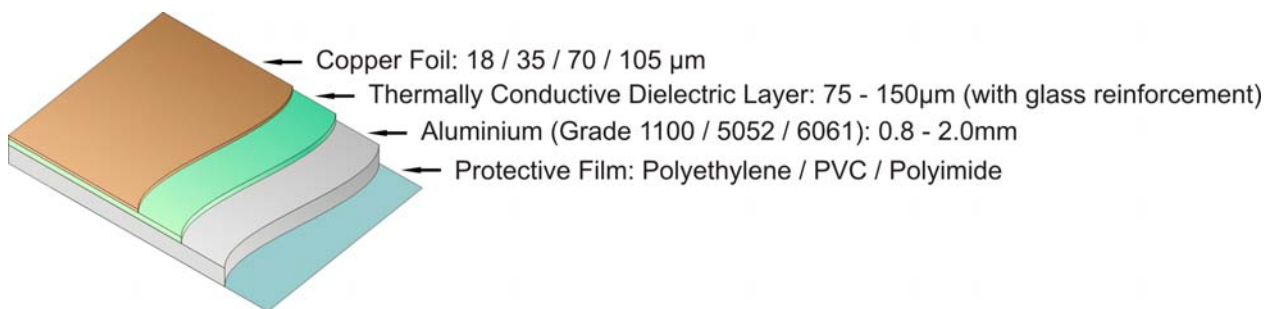 Copper Foil: 18 / 35 / 70 / 105 µm
Thermally Conductive Dielectric Layer: 75 - 150µm (with glass reinforcement)
Aluminium (Grade 1100 / 5052 / 6061): 0.8 - 2.0mm
Protective Film: Polyethylene / PVC / Polyimide